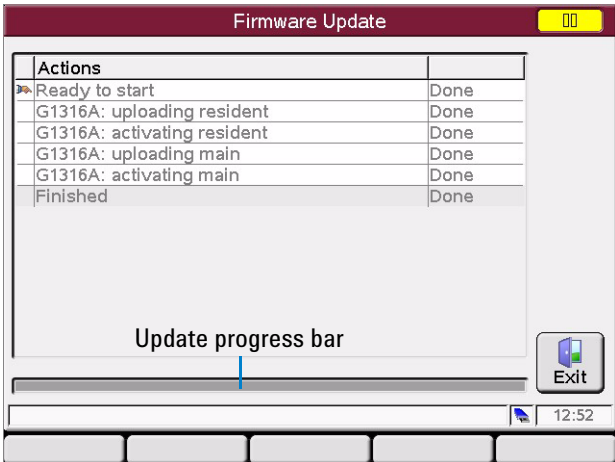 Firmware Update
Actions
Ready to start Done
G1316A: uploading resident Done
G1316A: activating resident Done
G1316A: uploading main Done
G1316A: activating main Done
Finished Done
Update progress bar
Exit
12:52